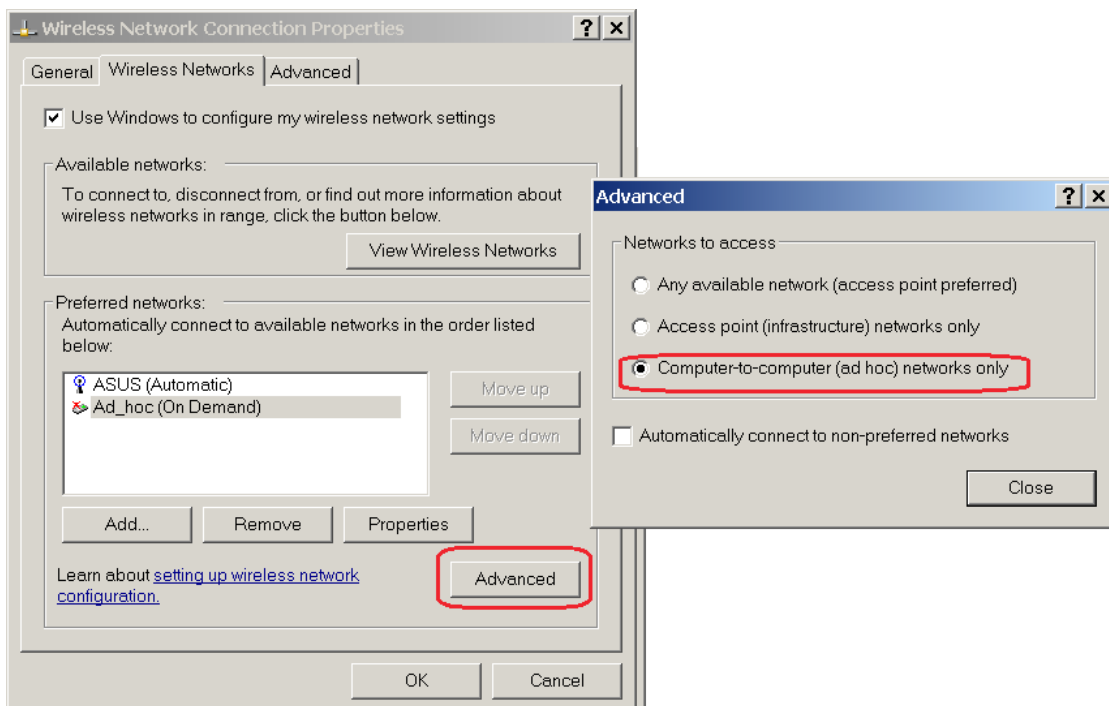 Wireless Network Connection Properties
General Wireless Networks Advanced
Use Windows to configure my wireless network settings
Available networks:
To connect to, disconnect from, or find out more information about
wireless networks in range, click the button below.
View Wireless Networks
Preferred networks:
Automatically connect to available networks in the order listed
below:
ASUS (Automatic)
Ad_hoc (On Demand)
Move up
Move down
Add... Remove Properties
Learn about setting up wireless network
configuration.
Advanced
OK Cancel
Advanced
Networks to access
Any available network (access point preferred)
Access point (infrastructure) networks only
Computer-to-computer (ad hoc) networks only
Automatically connect to non-preferred networks
Close